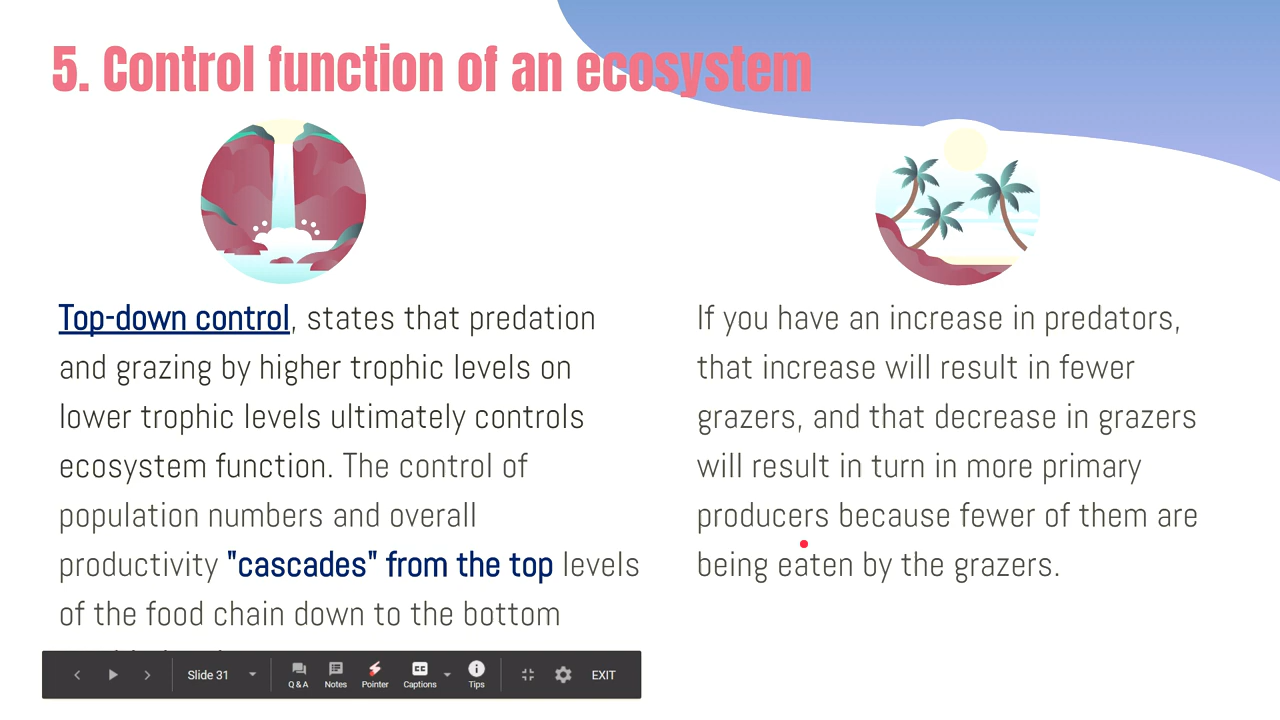 5. Control function of an ecosystem
Top-down control, states that predation
and grazing by higher trophic levels on
lower trophic levels ultimately controls
ecosystem function. The control of
population numbers and overall
productivity "cascades" from the top levels
of the food chain down to the bottom
If you have an increase in predators,
that increase will result in fewer
grazers, and that decrease in grazers
will result in turn in more primary
producers because fewer of them are
being eaten by the grazers.
Slide 31
Q & A
Notes
Pointer
CC
Captions
Tips
EXIT